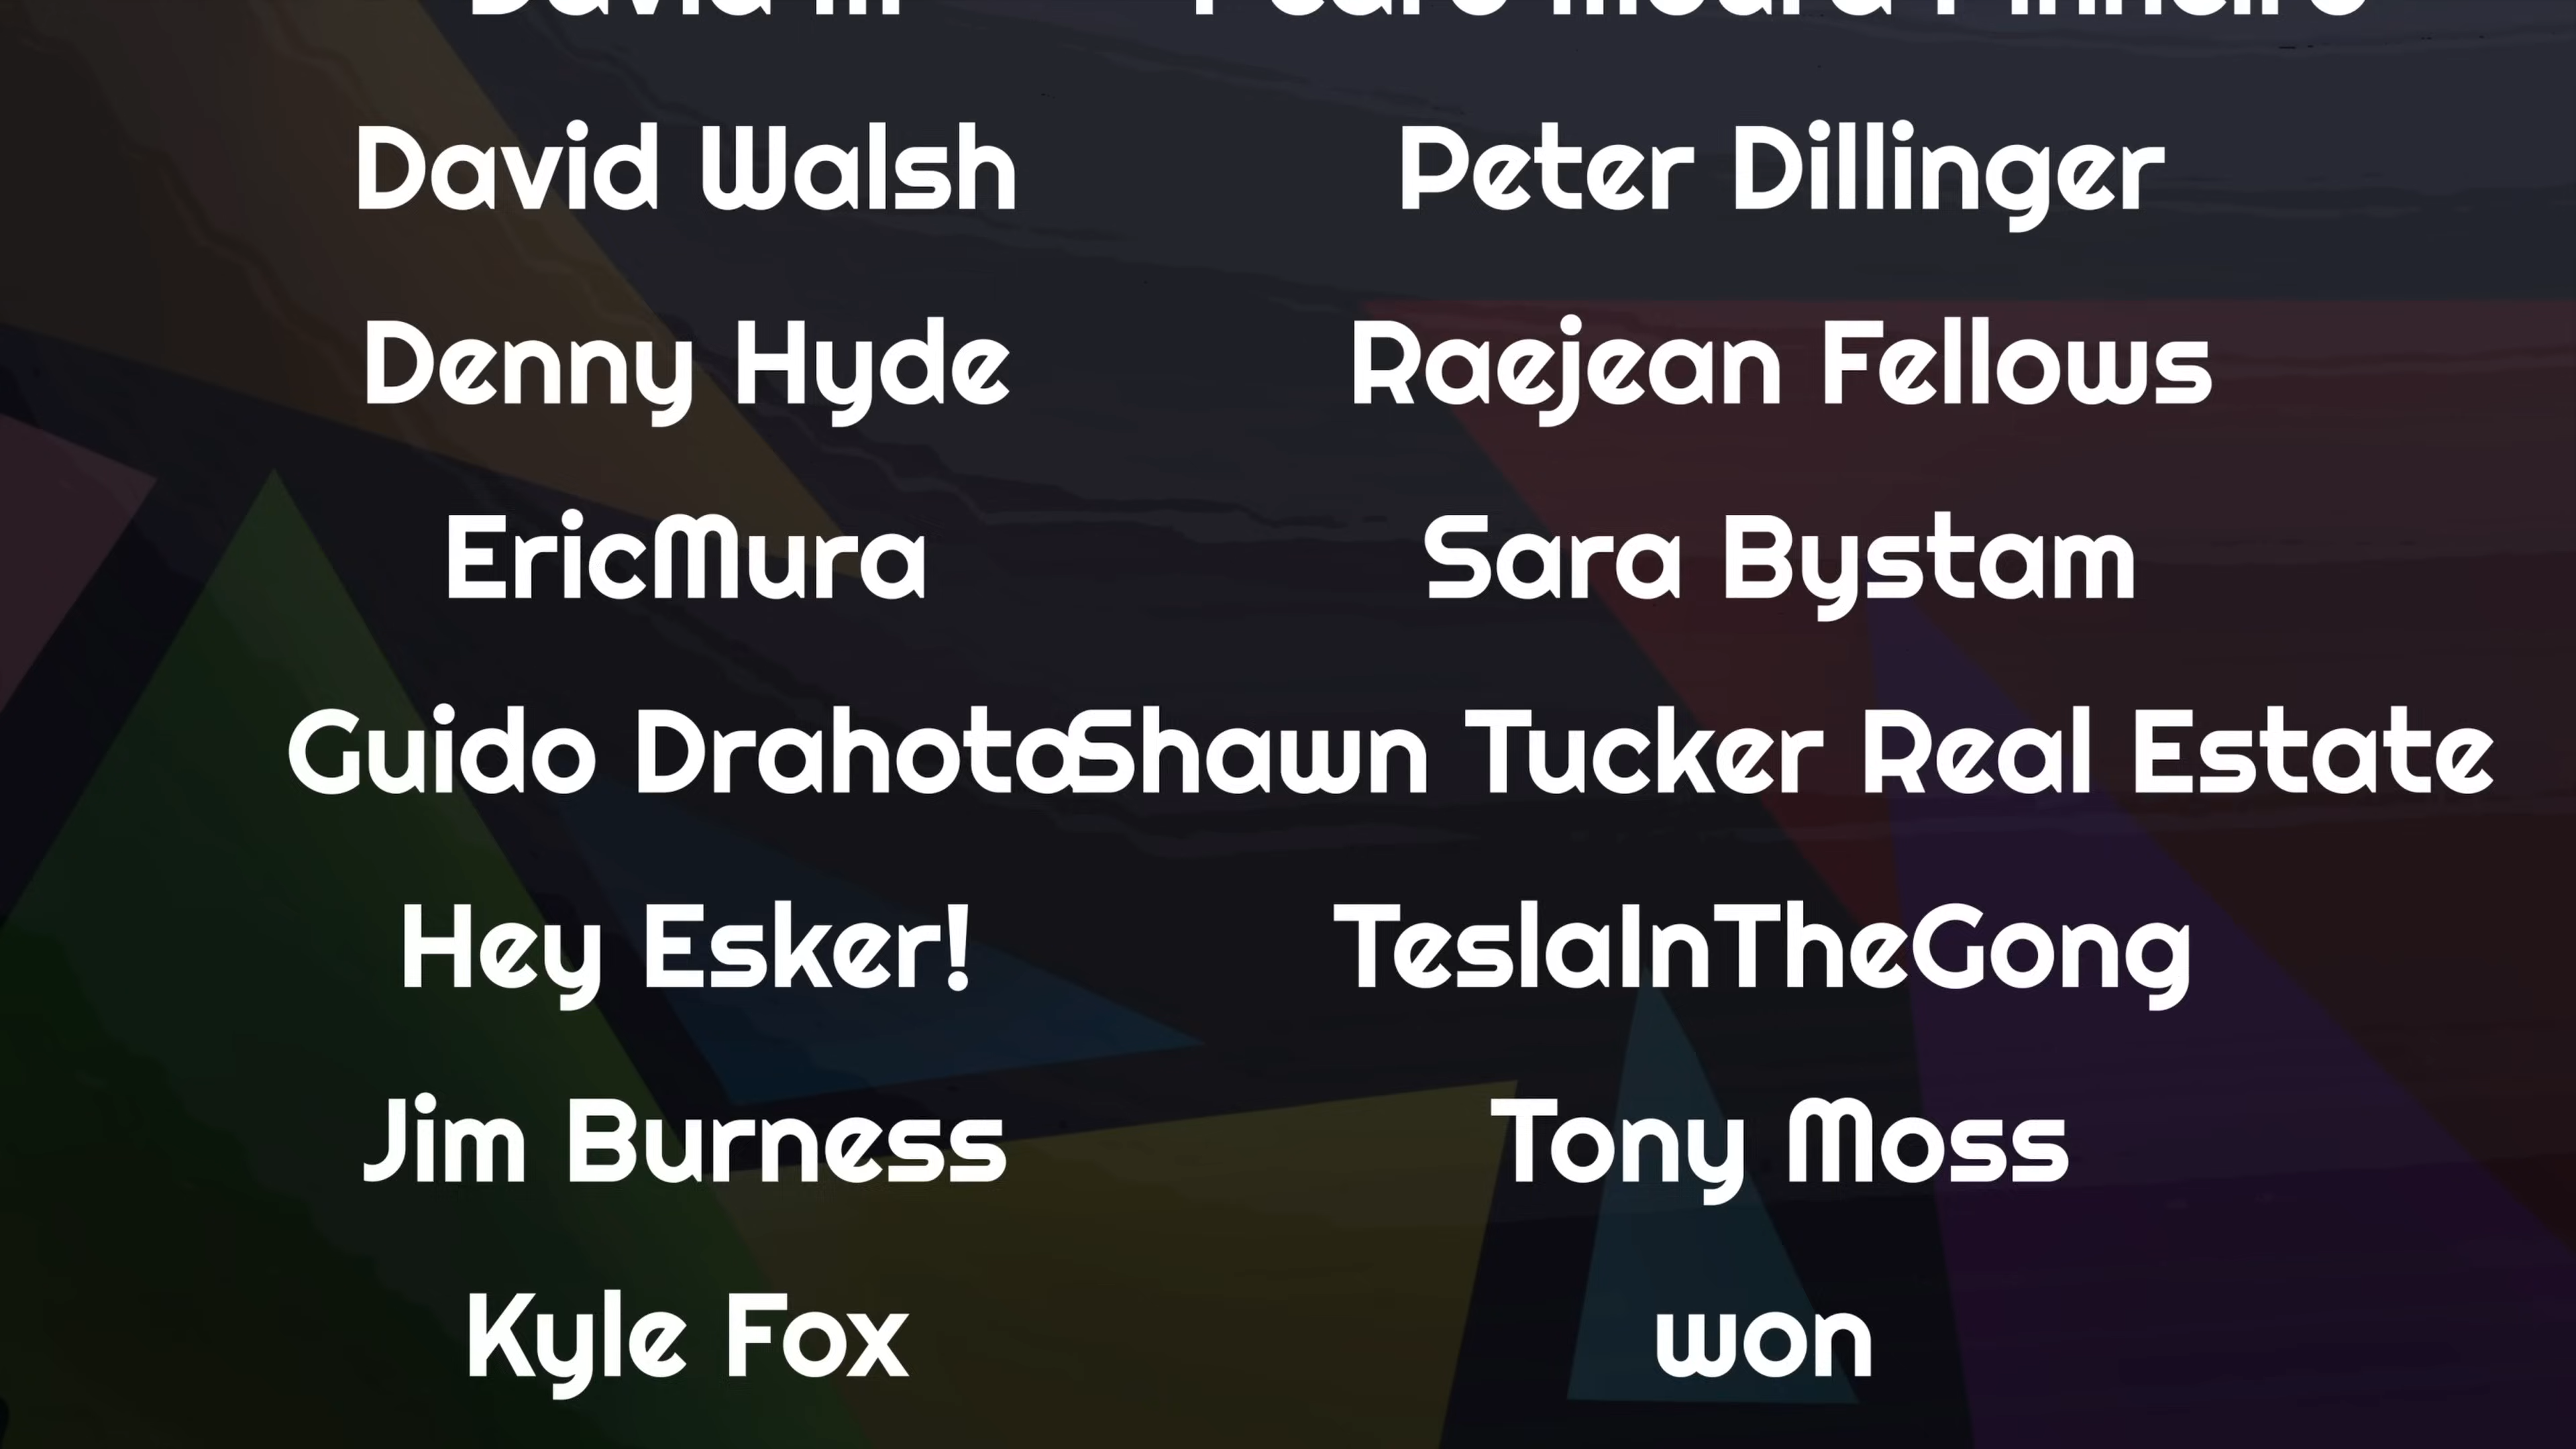 David Walsh
Peter Dillinger
Denny Hyde
Raejean Fellows
EricMura
Sara Bystam
Guido Drahota
Shawn Tucker Real Estate
Hey Esker!
TeslaInTheGong
Jim Burness
Tony Moss
Kyle Fox
won